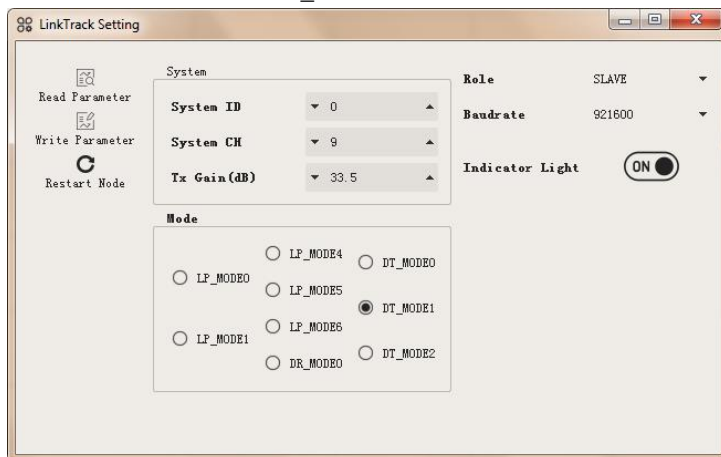 LinkTrack Setting
Read Parameter
Write Parameter
Restart Node
System
System ID 0
System CH 9
Tx Gain(dB) 33.5
Role SLAVE
Baudrate 921600
Indicator Light ON
Mode
LP_MODE0
LP_MODE1
LP_MODE4
LP_MODE5
LP_MODE6
DR_MODE0
DT_MODE0
DT_MODE1
DT_MODE2